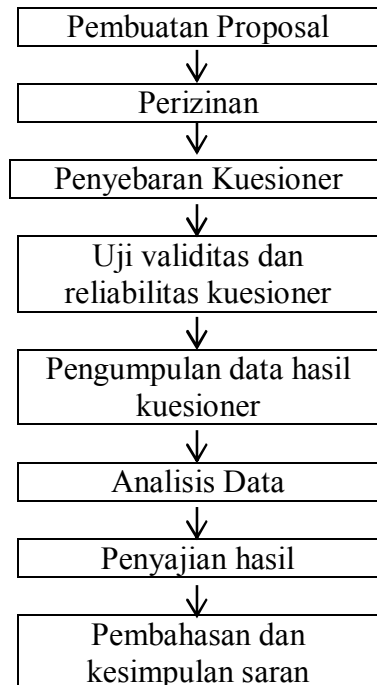 Pembuatan Proposal
Perizinan
Penyebaran Kuesioner
Uji validitas dan
reliabilitas kuesioner
Pengumpulan data hasil
kuesioner
Analisis Data
Penyajian hasil
Pembahasan dan
kesimpulan saran